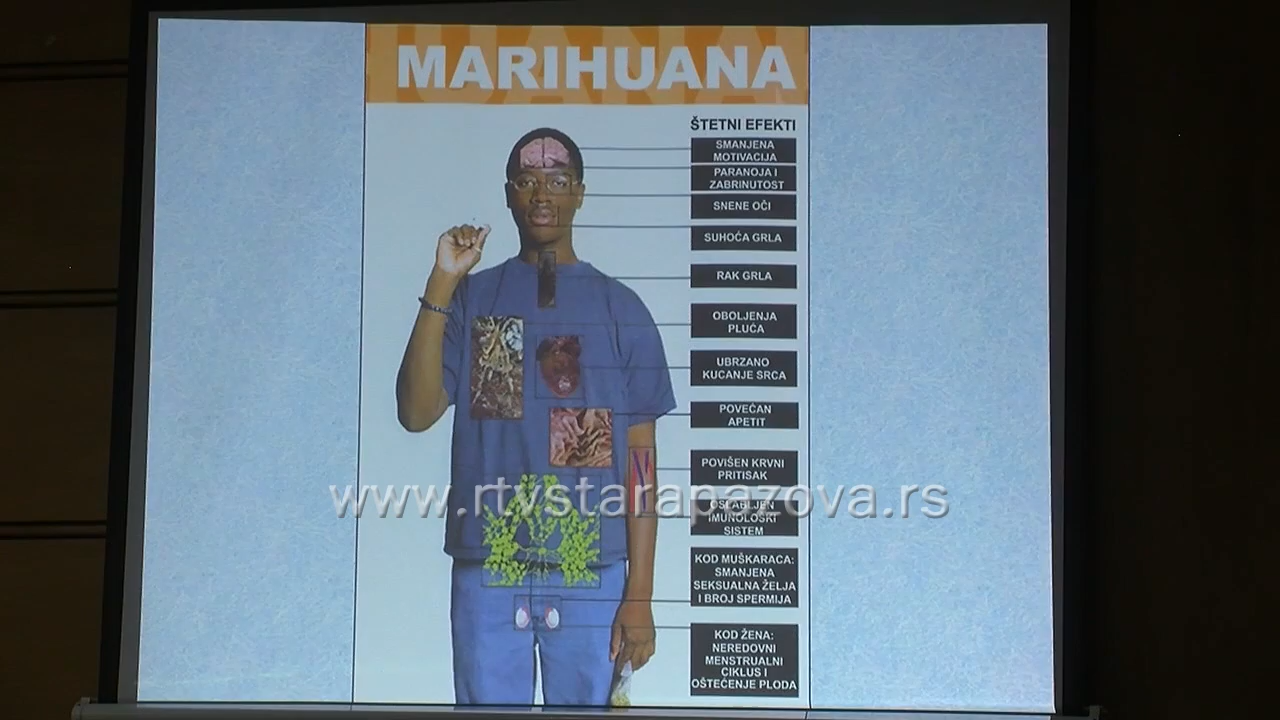 MARIHUANA
ŠTETNI EFEKTI
SMANJENA
MOTIVACIJA
PARANOJA I
ZABRINUTOST
SNENE OČI
SUHOĆA GRLA
RAK GRLA
OBOLJENJA
PLUĆA
UBRZANO
KUCANJE SRCA
POVEĆAN
APETIT
POVIŠEN KRVNI
PRITISAK
www.rtvstarapazova.rs
OSLABLJEN
IMUNOLOŠKI
SISTEM
KOD MUŠKARACA:
SMANJENA
SEKSUALNA ŽELJA
I BROJ SPERMIJA
KOD ŽENA:
NEREDOVNI
MENSTRUALNI
CIKLUS I
OŠTEĆENJE PLODA